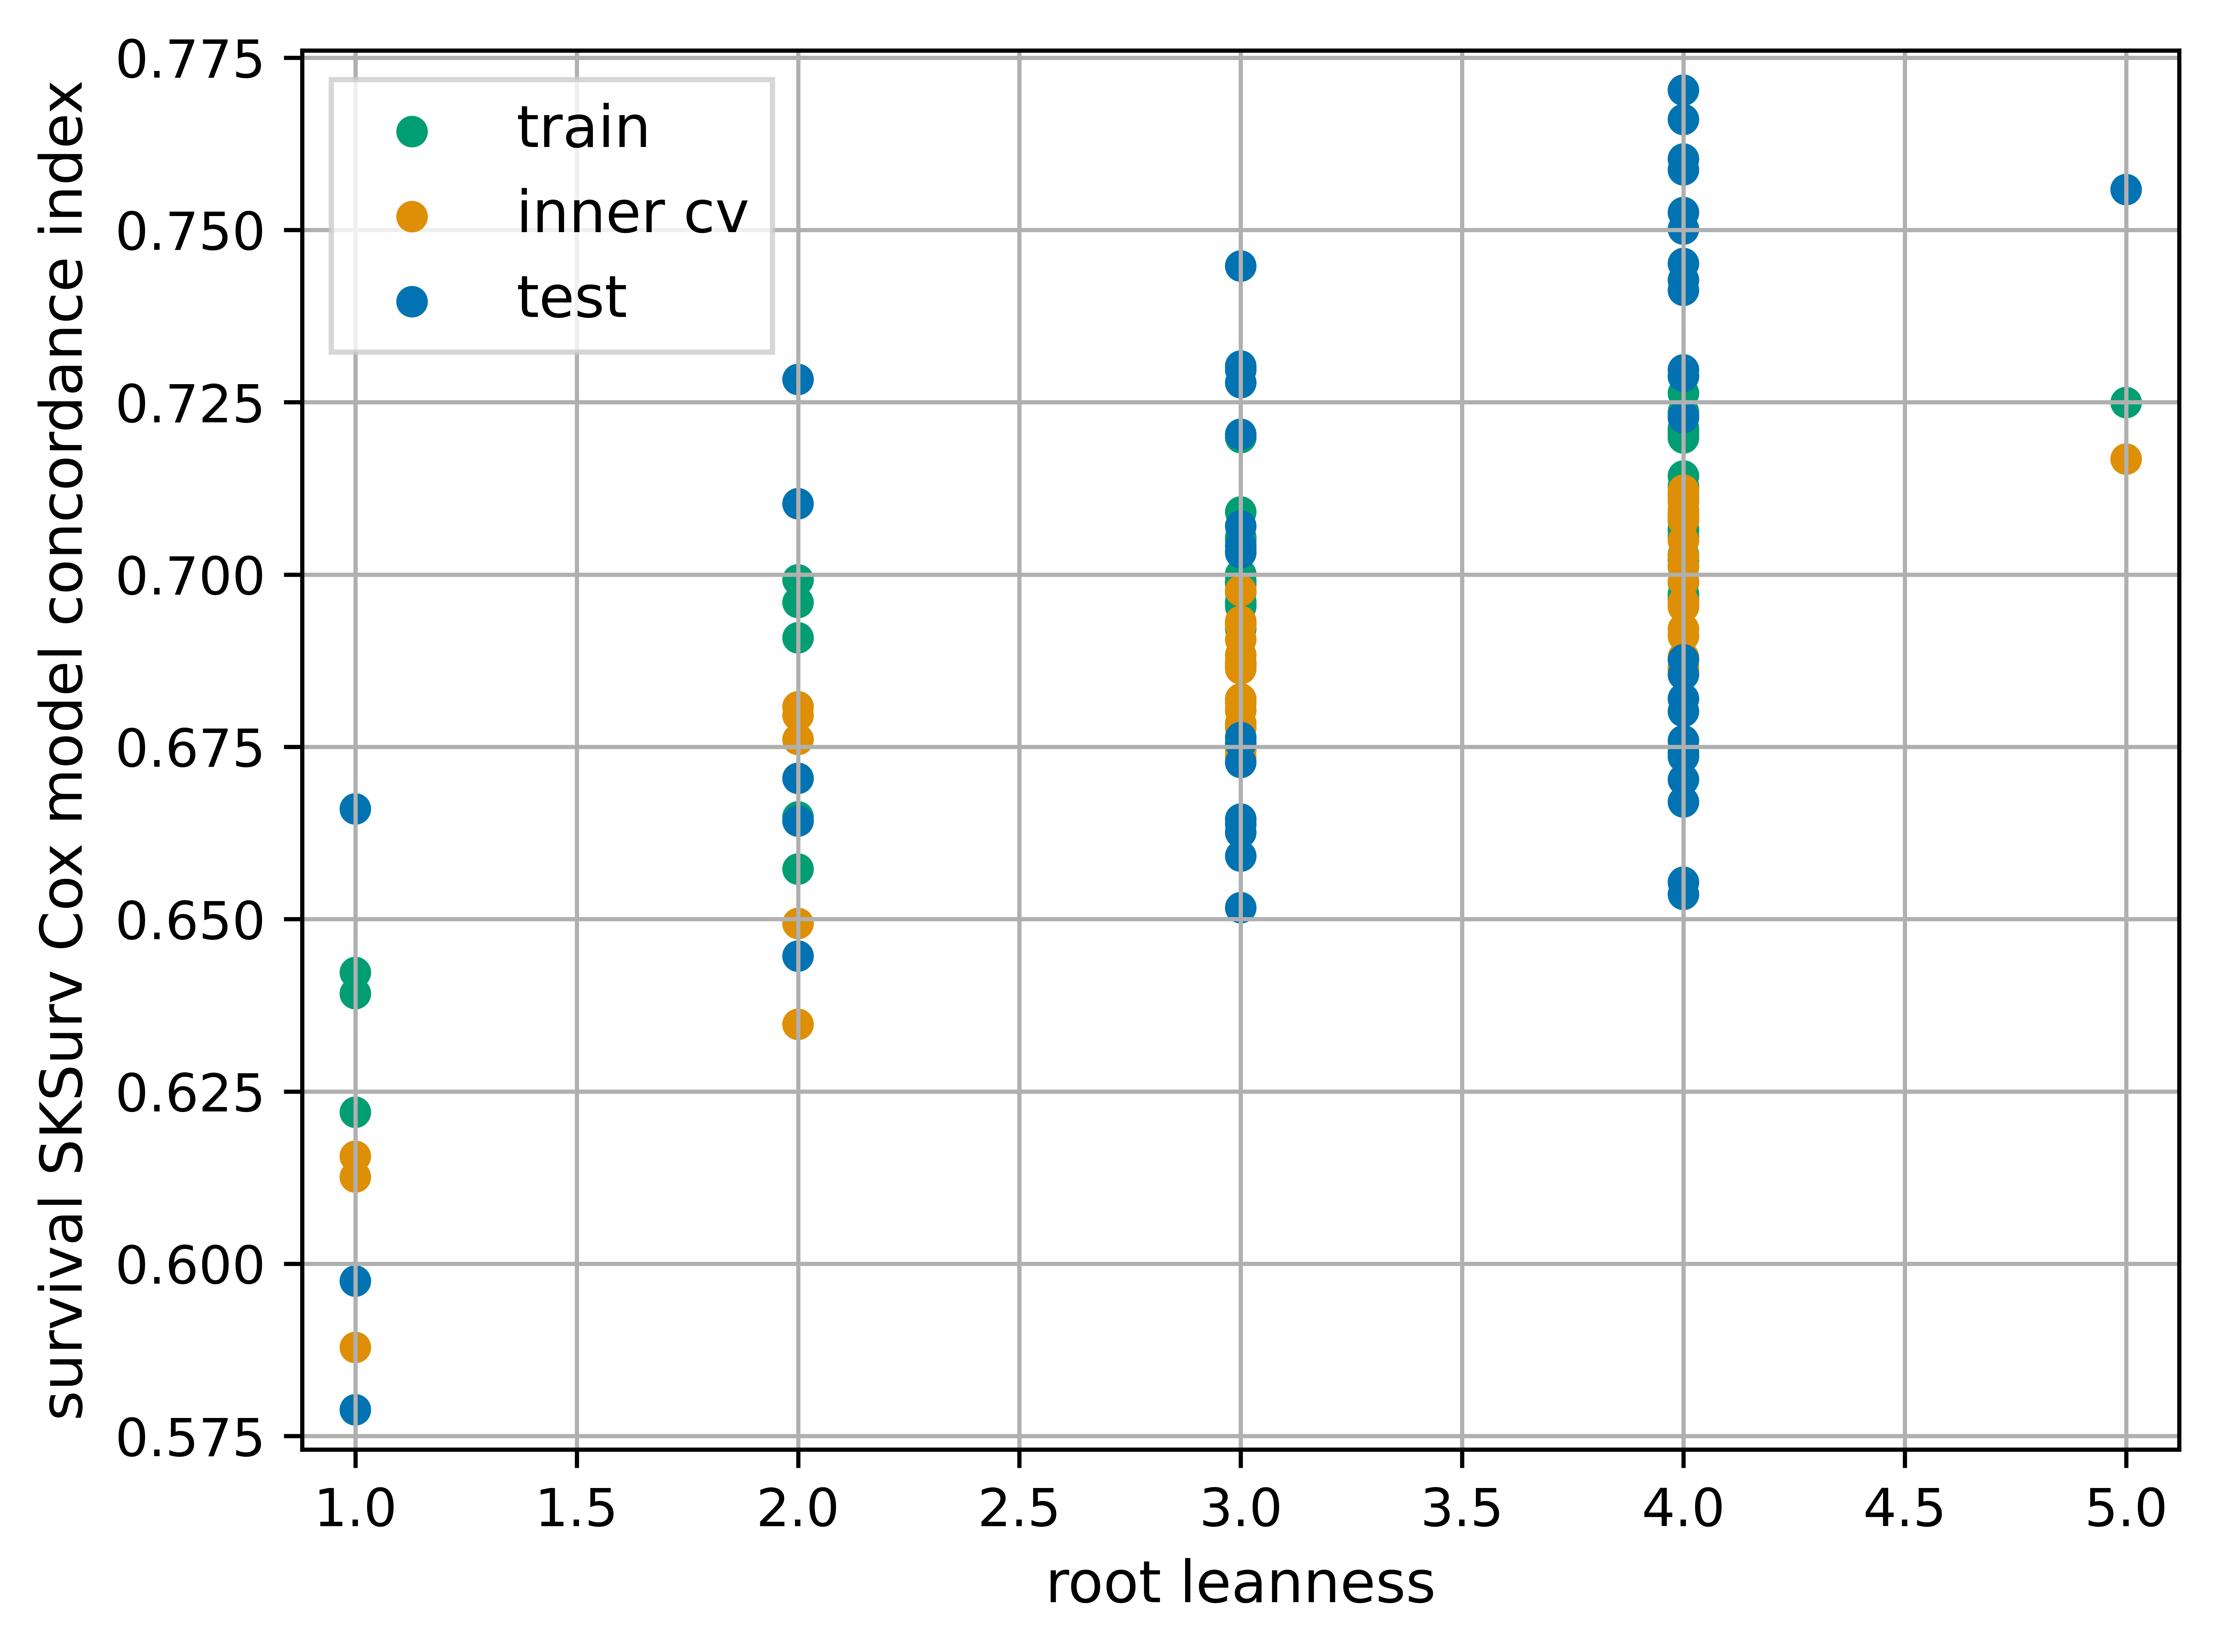 survival SKSurv Cox model concordance index
0.775
0.750
0.725
0.700
0.675
0.650
0.625
0.600
0.575
train
inner cv
test
1.0 1.5 2.0 2.5 3.0 3.5 4.0 4.5 5.0
root leanness